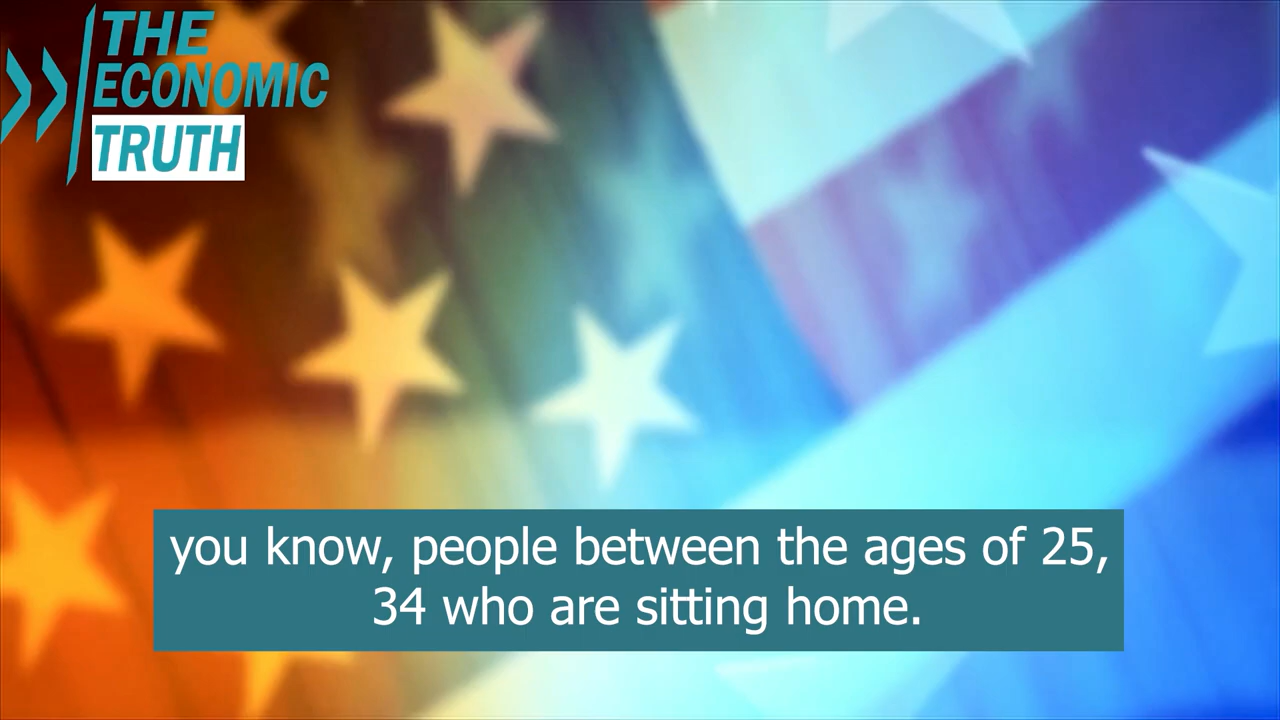 THE
ECONOMIC
TRUTH
you know, people between the ages of 25,
34 who are sitting home.